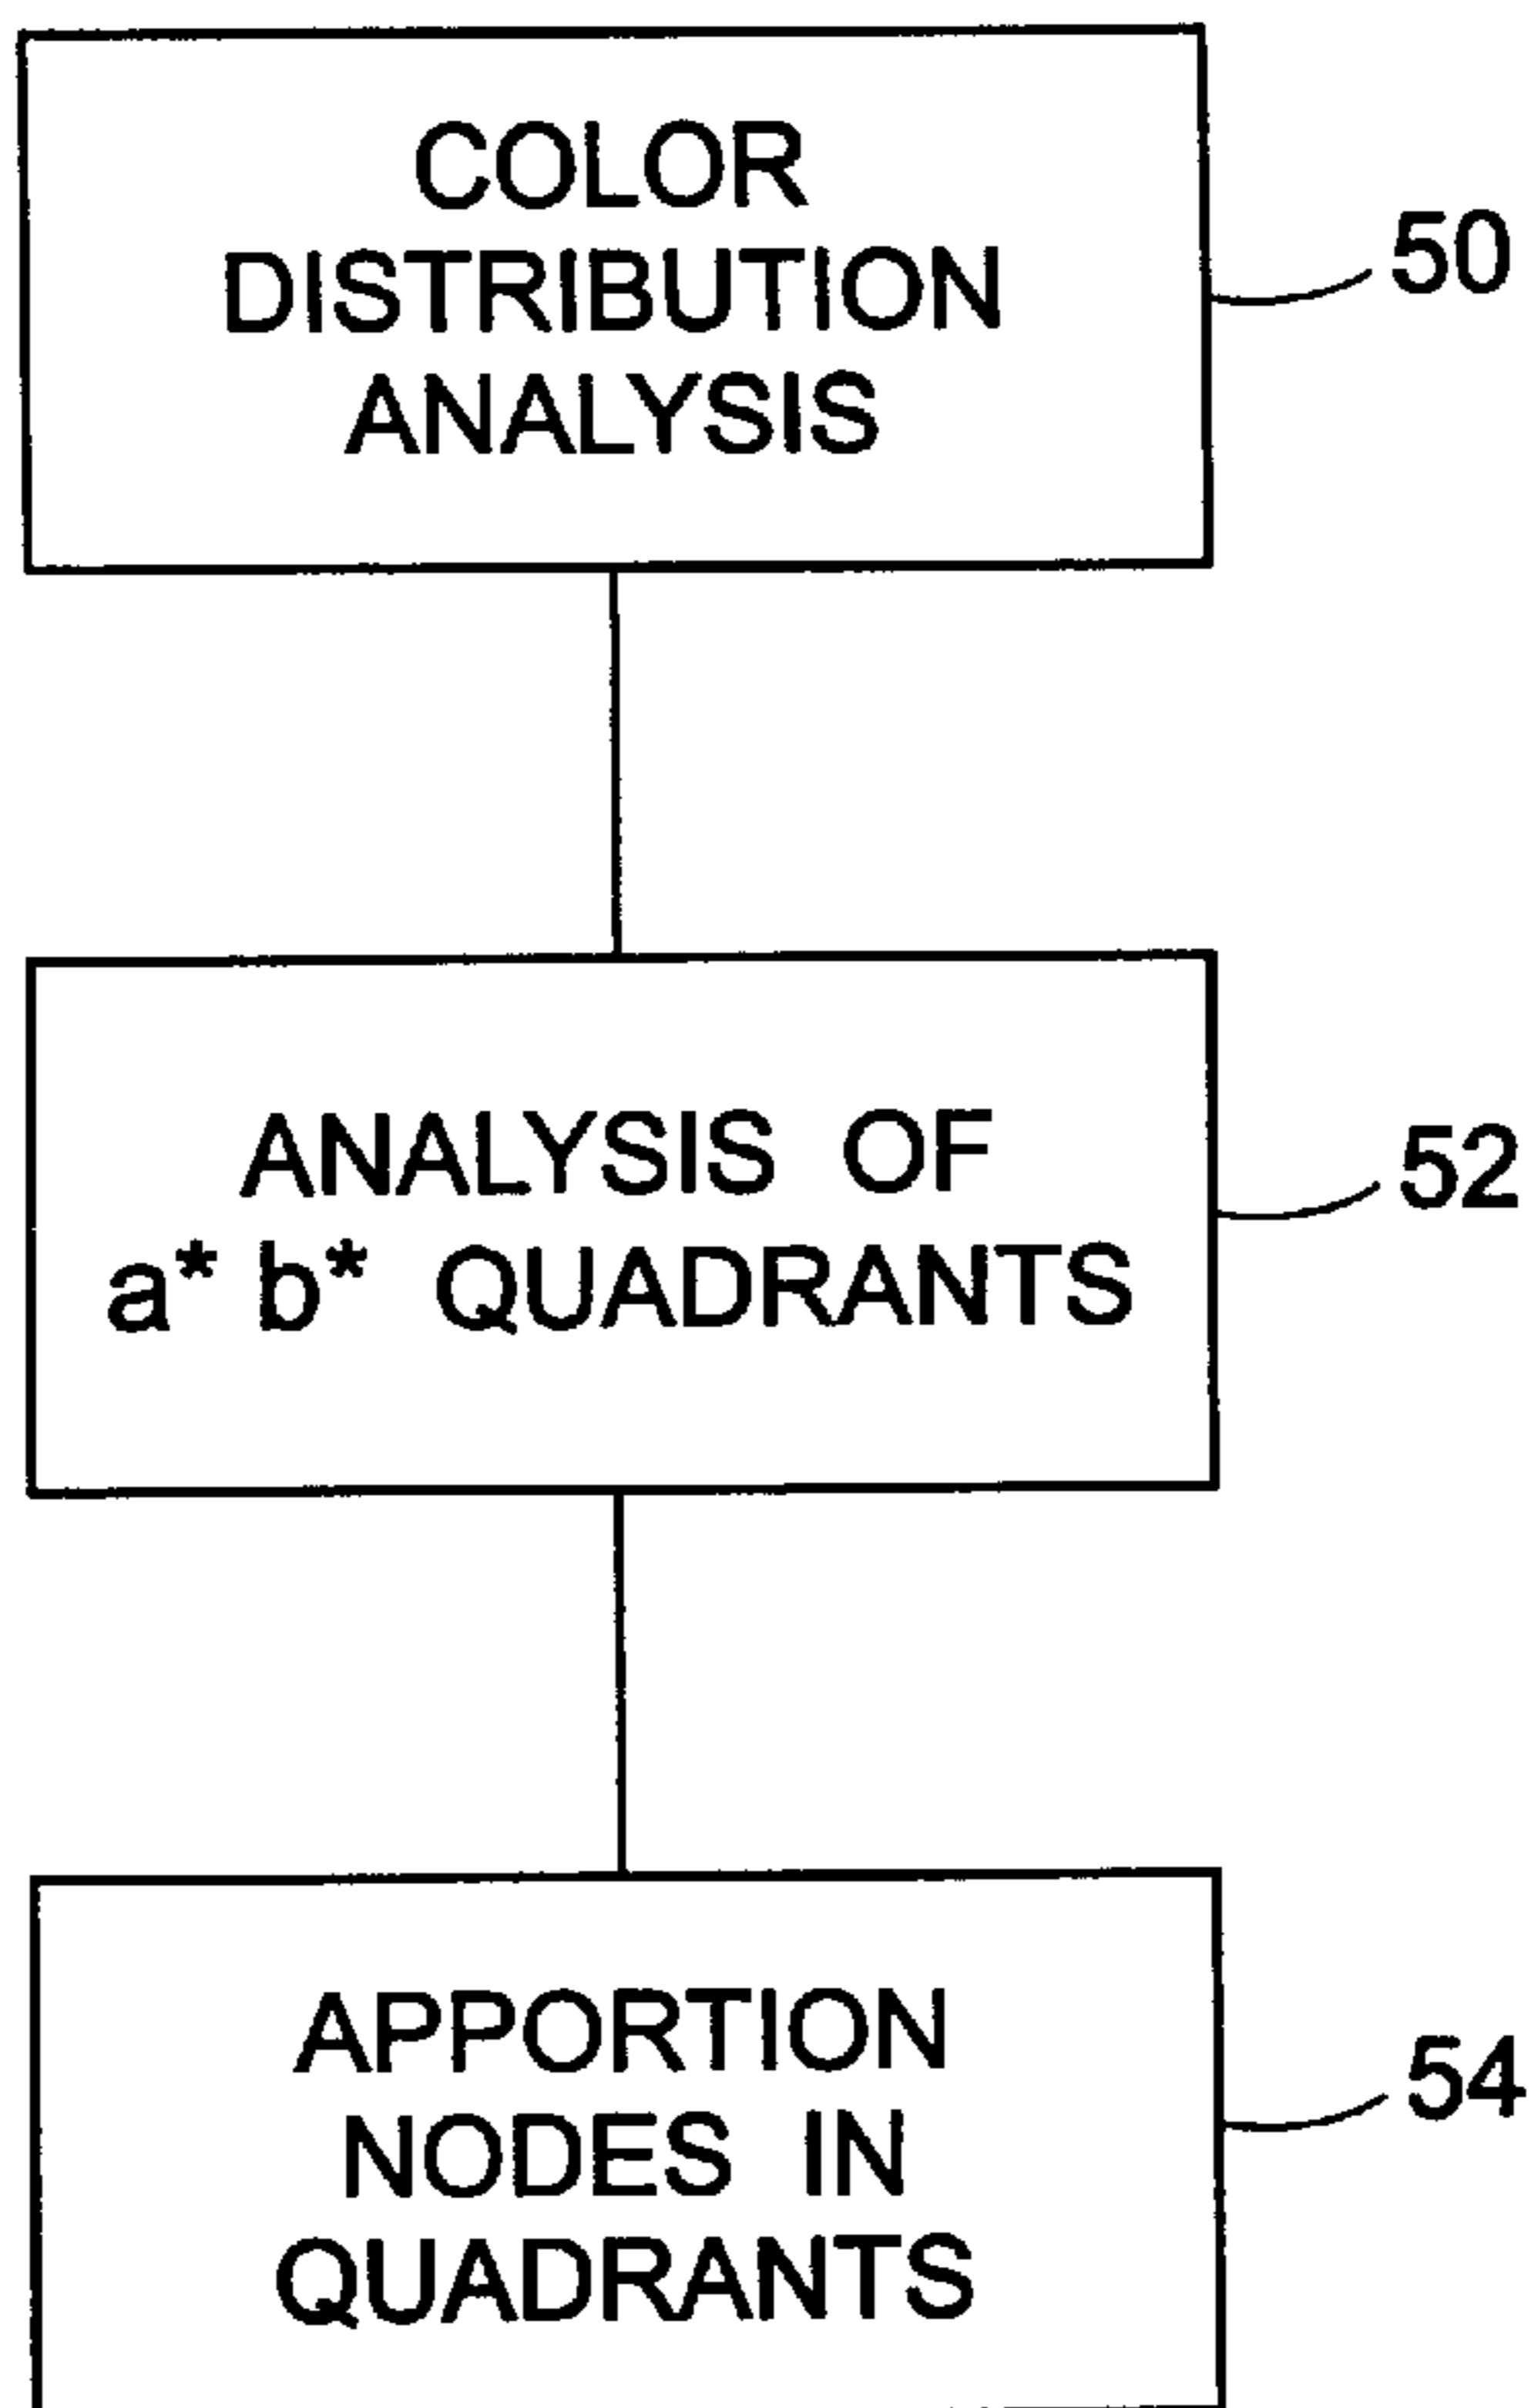 COLOR
DISTRIBUTION
ANALYSIS
50
ANALYSIS OF
a* b* QUADRANTS
52
APPORTION
NODES IN
QUADRANTS
54